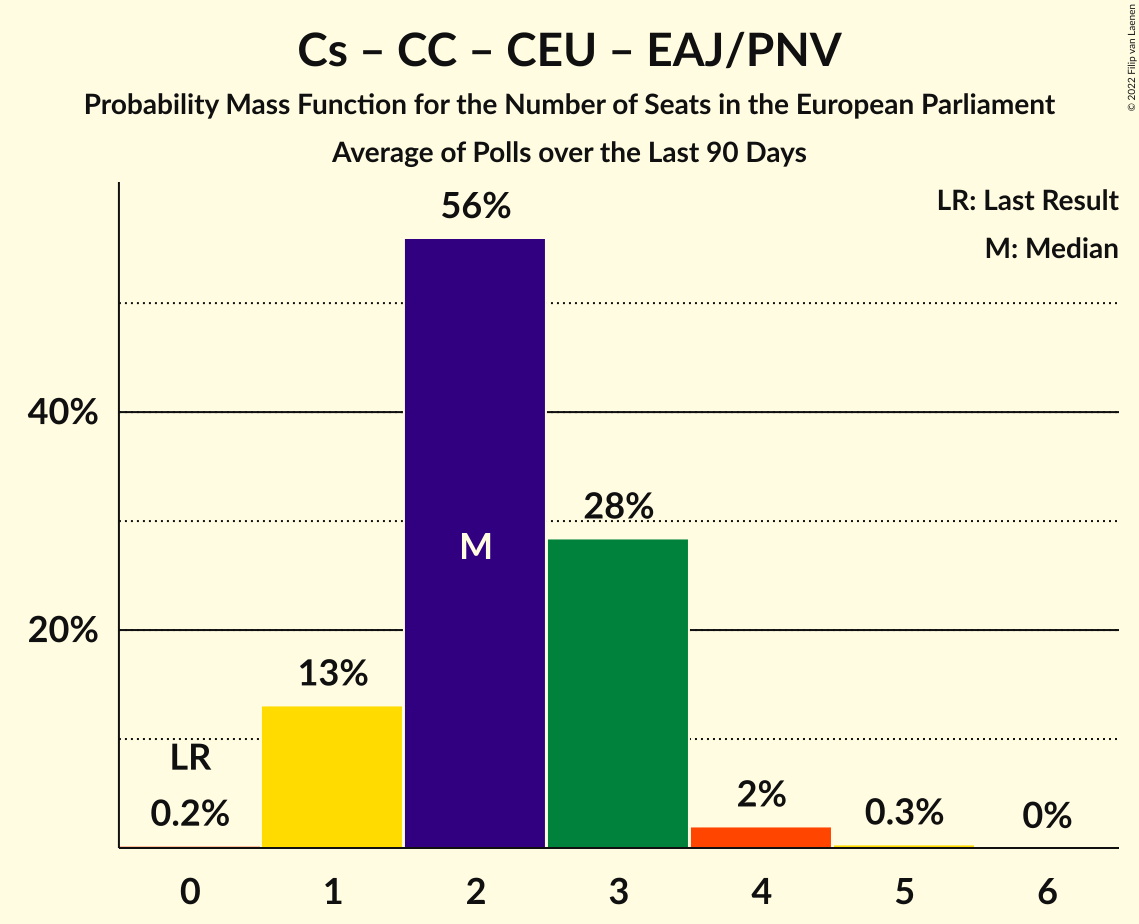 Cs – CC – CEU – EAJ/PNV
Probability Mass Function for the Number of Seats in the European Parliament
Average of Polls over the Last 90 Days
© 2022 Filip van Laenen
LR: Last Result
M: Median
56%
40%
28%
M
20%
13%
LR
0.2%
2%
0.3%
0%
0 1 2 3 4 5 6